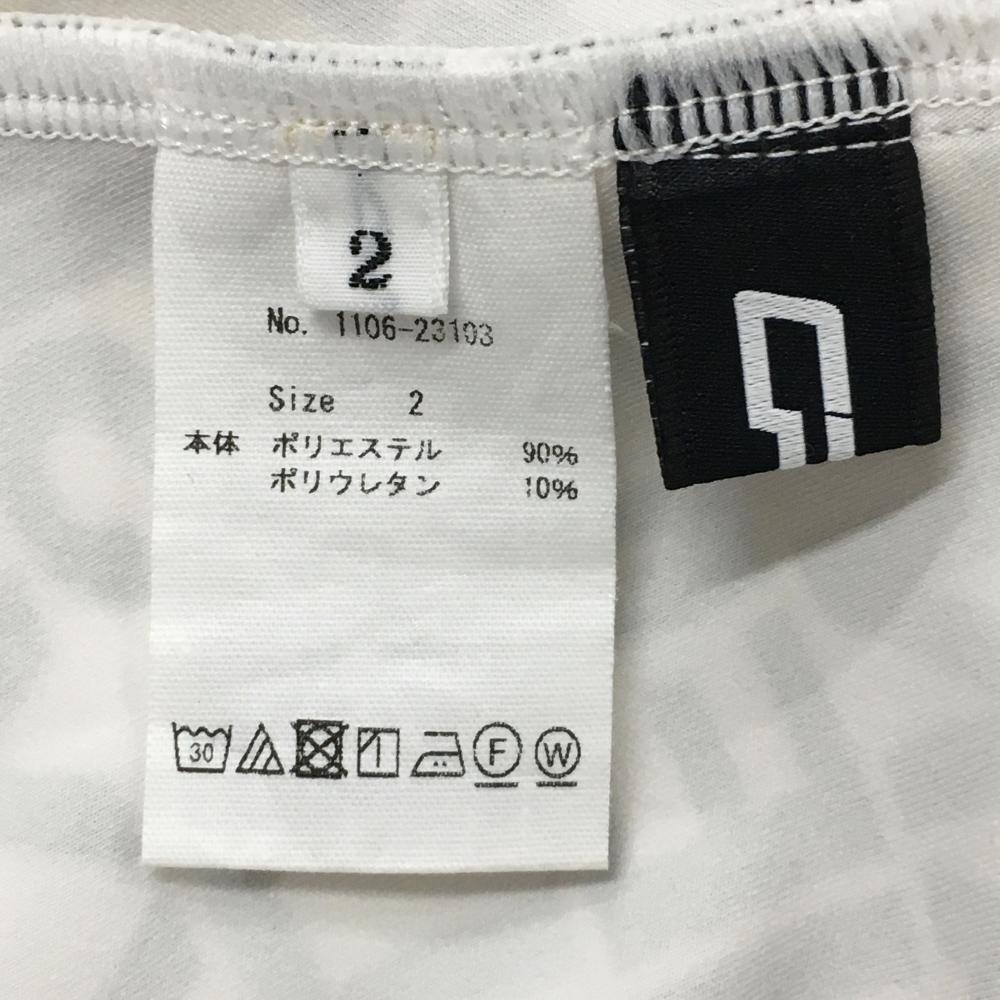 2
No. 1106-23103
Size 2
本体 ポリエステル 90%
ポリウレタン 10%
30
F W